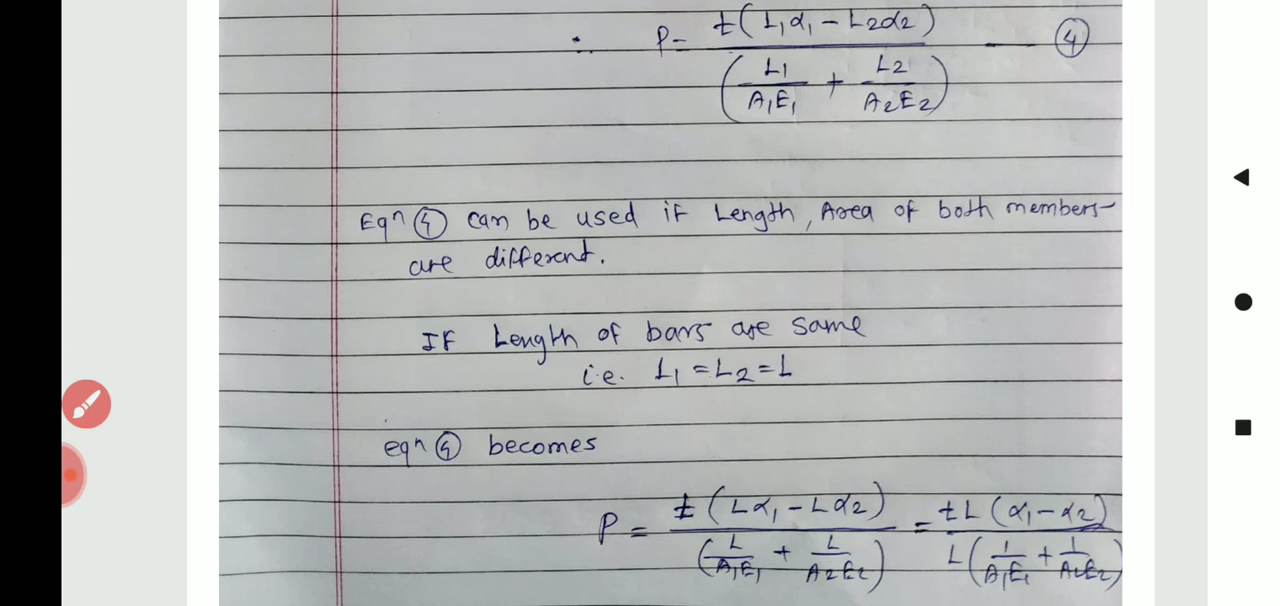 ∴ P = t(L₁α₁ - L₂α₂) / (L₁/A₁E₁ + L₂/A₂E₂) — ④
Eqⁿ ④ can be used if Length, Area of both members
are different.
IF Length of bars are same
i.e. L₁ = L₂ = L
eqⁿ ④ becomes
P = t(Lα₁ - Lα₂) / (L/A₁E₁ + L/A₂E₂) = tL(α₁ - α₂) / L(1/A₁E₁ + 1/A₂E₂)